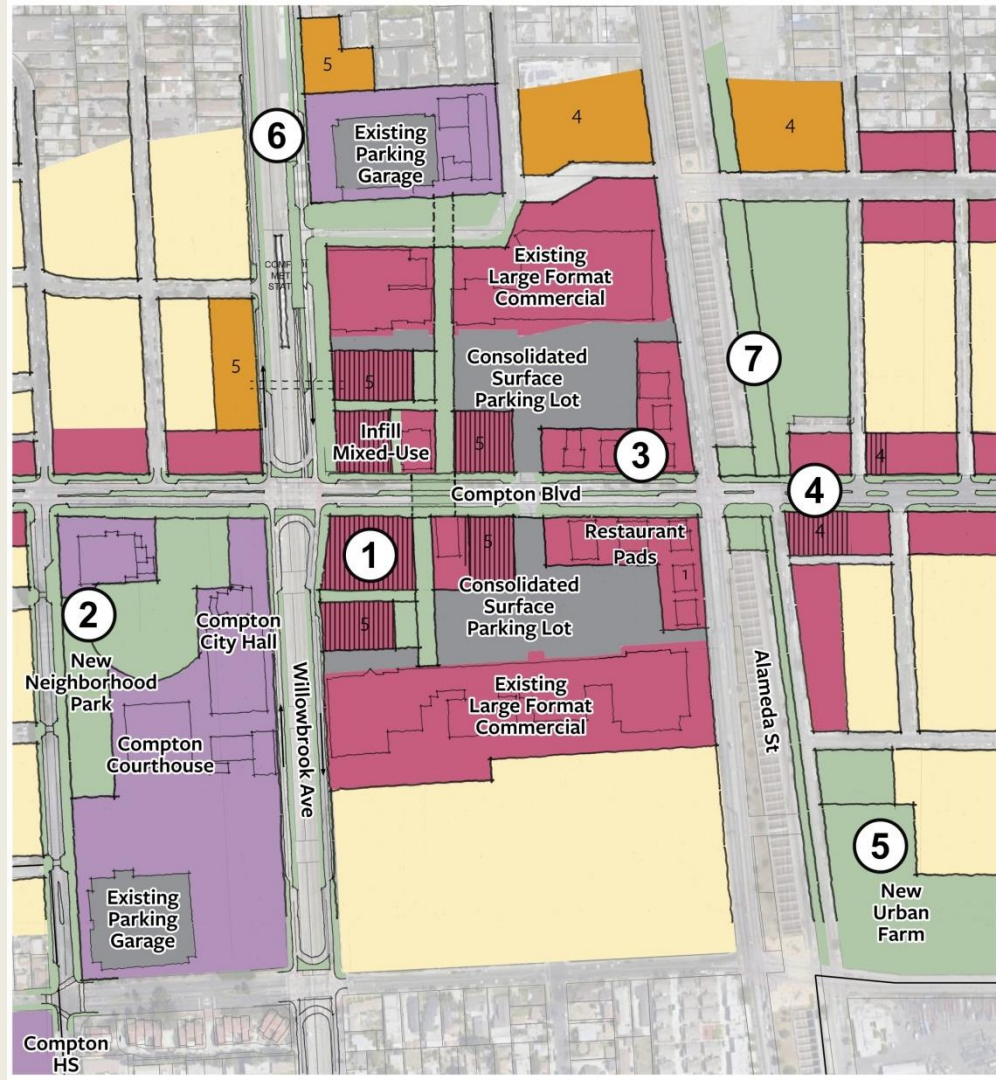 5
6
Existing
Parking
Garage
4
4
COMP
MET
STAT
Existing
Large Format
Commercial
5
5
Consolidated
Surface
Parking Lot
7
Infill
Mixed-Use
5
3
4
4
Compton Blvd
1
5
Restaurant
Pads
4
1
2
New
Neighborhood
Park
Compton
City Hall
5
Consolidated
Surface
Parking Lot
Compton
Courthouse
Willowbrook Ave
Existing
Large Format
Commercial
Alameda St
5
New
Urban
Farm
Existing
Parking
Garage
Compton
HS